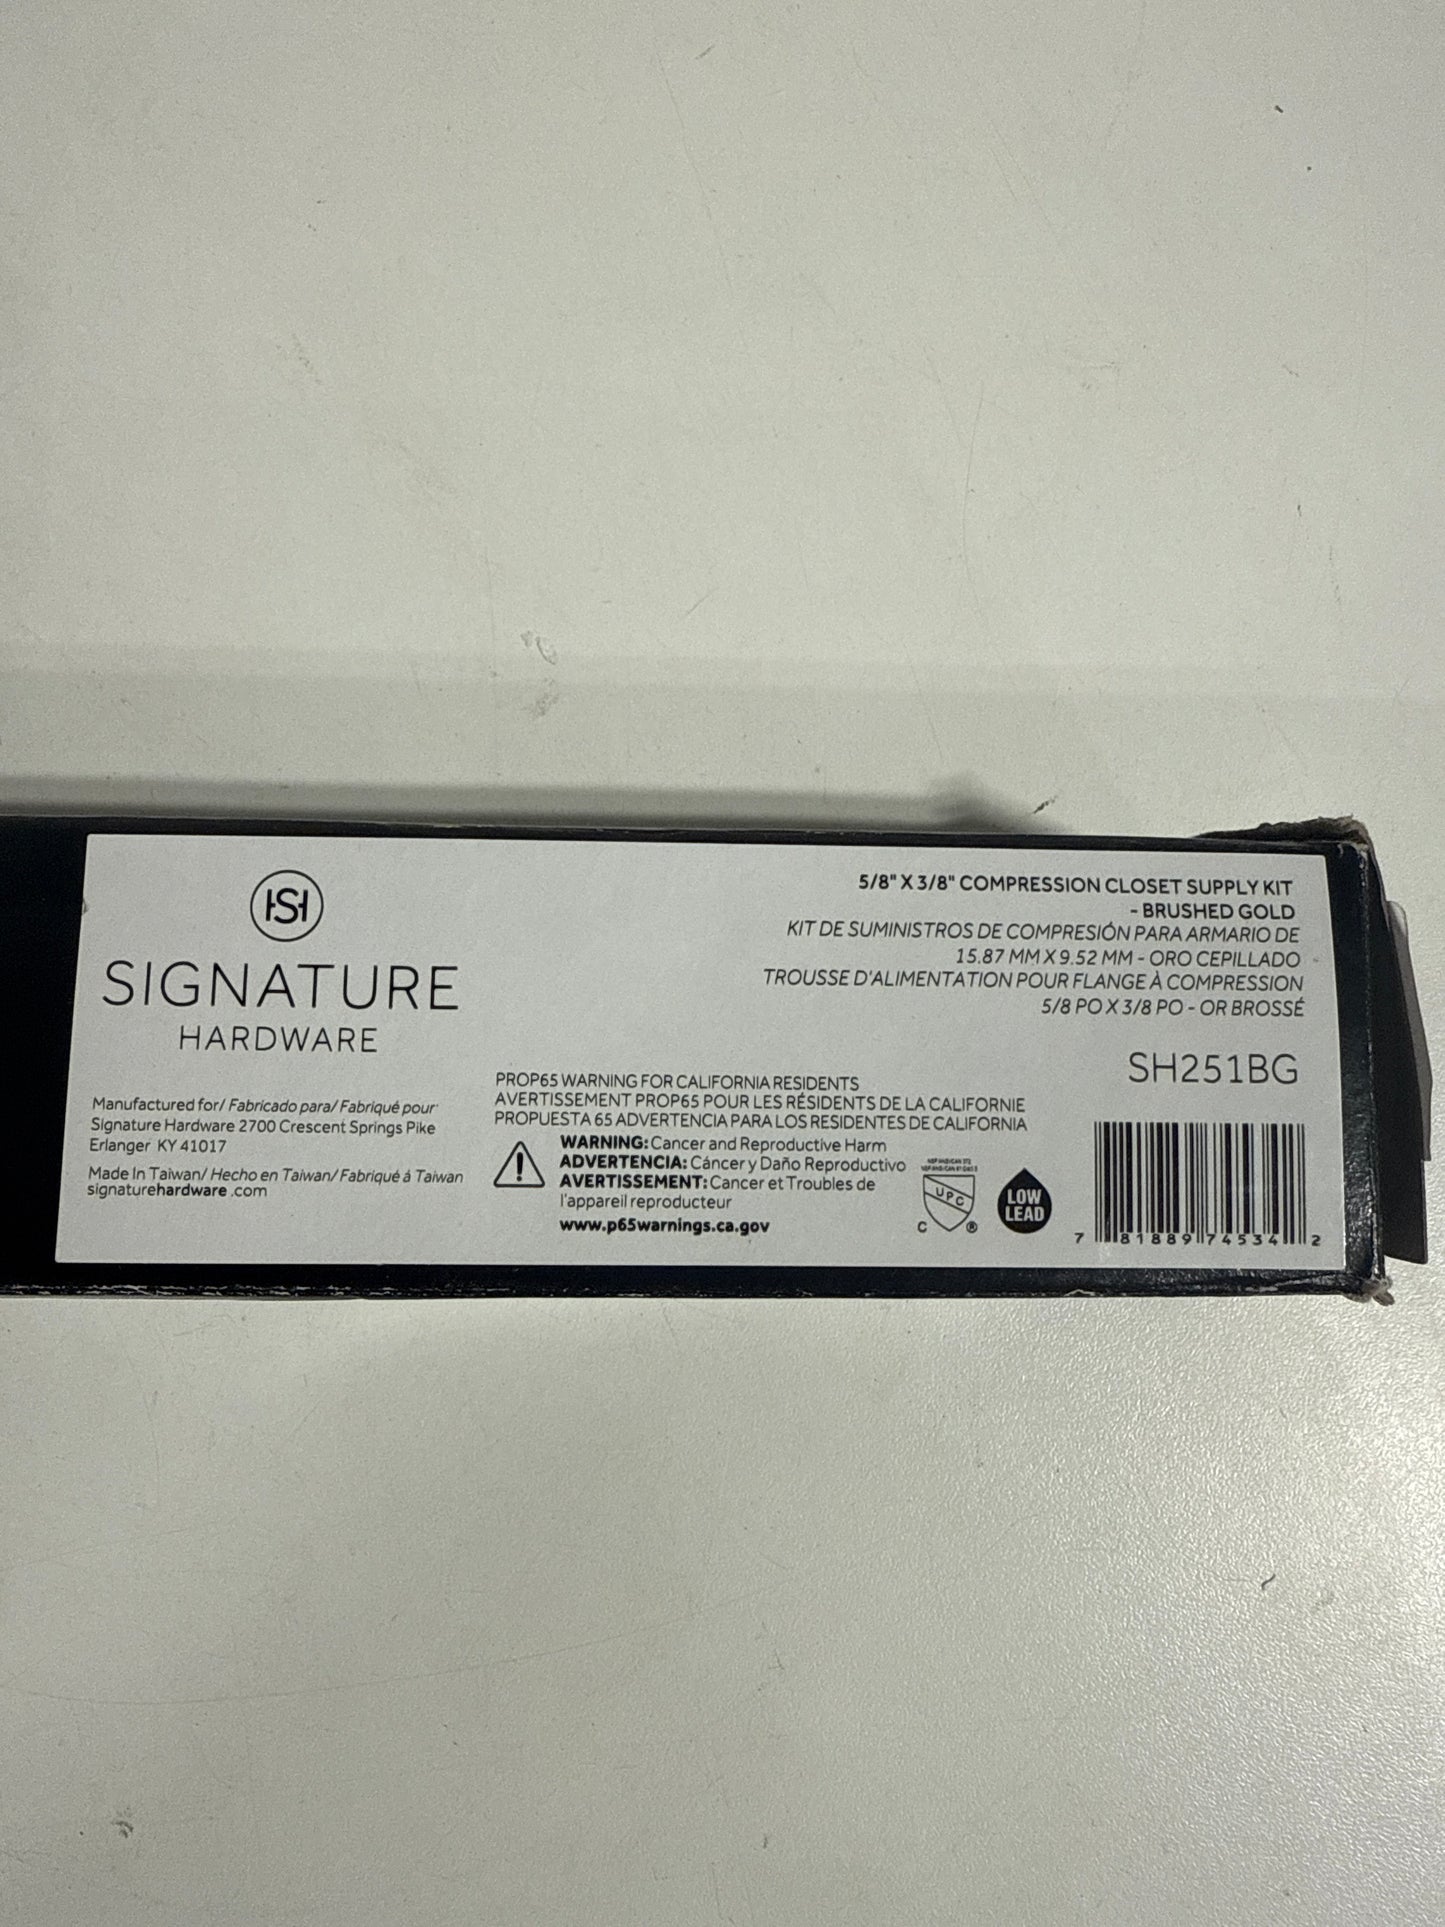 SH
SIGNATURE
HARDWARE
Manufactured for/ Fabricado para/ Fabriqué pour
Signature Hardware 2700 Crescent Springs Pike
Erlanger KY 41017
Made In Taiwan/ Hecho en Taiwan/ Fabriqué á Taiwan
signaturehardware.com
5/8" X 3/8" COMPRESSION CLOSET SUPPLY KIT
- BRUSHED GOLD
KIT DE SUMINISTROS DE COMPRESIÓN PARA ARMARIO DE
15.87 MM X 9.52 MM - ORO CEPILLADO
TROUSSE D'ALIMENTATION POUR FLANGE À COMPRESSION
5/8 PO X 3/8 PO - OR BROSSÉ
SH251BG
PROP65 WARNING FOR CALIFORNIA RESIDENTS
AVERTISSEMENT PROP65 POUR LES RÉSIDENTS DE LA CALIFORNIE
PROPUESTA 65 ADVERTENCIA PARA LOS RESIDENTES DE CALIFORNIA
WARNING: Cancer and Reproductive Harm
ADVERTENCIA: Cáncer y Daño Reproductivo
AVERTISSEMENT: Cancer et Troubles de
l'appareil reproducteur
www.p65warnings.ca.gov
UPC
C ®
LOW
LEAD
7 81889 74534 2